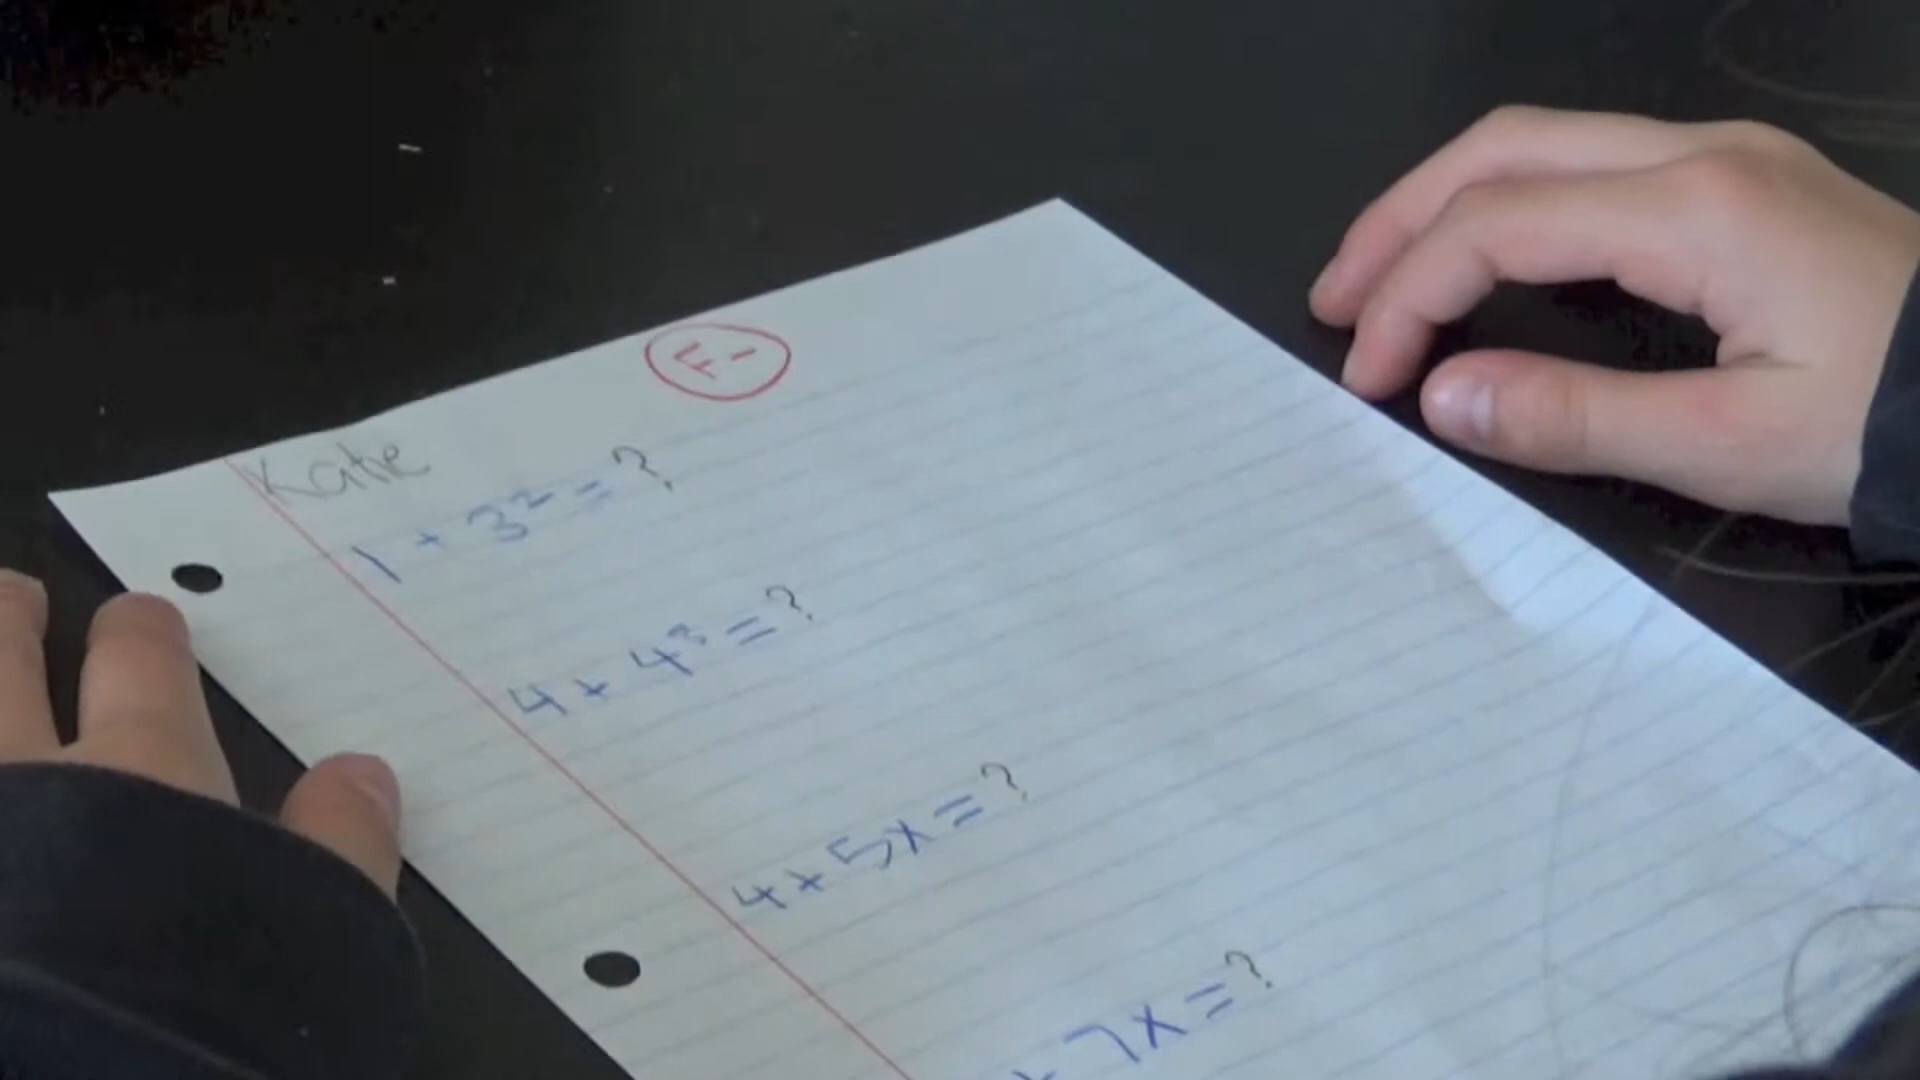 F-
Katie
1 + 3² = ?
4 + 4³ = ?
4 + 5x = ?
+ 7x = ?